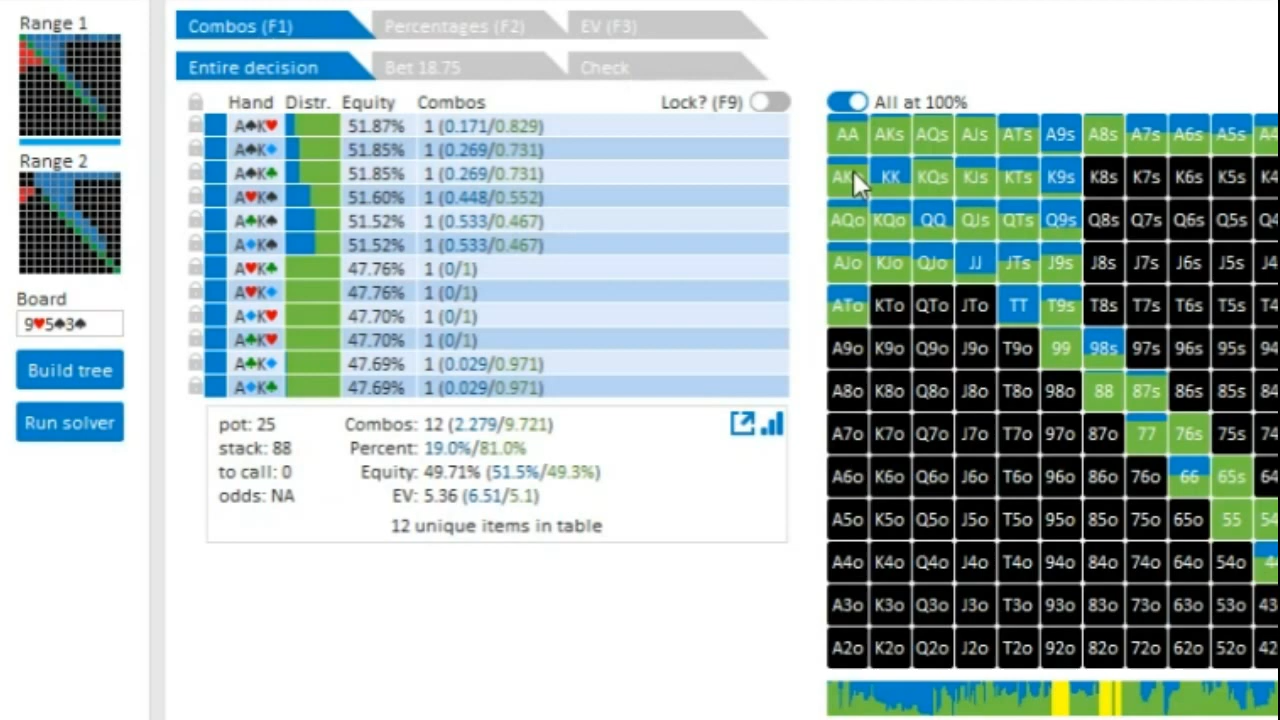 Range 1
Range 2
Board
9♥5♠3♠
Build tree
Run solver
Combos (F1) Percentages (F2) EV (F3)
Entire decision Bet 18.75 Check
Hand Distr. Equity Combos Lock? (F9)
A♠K♥ 51.87% 1 (0.171/0.829)
A♠K♦ 51.85% 1 (0.269/0.731)
A♠K♣ 51.85% 1 (0.269/0.731)
A♥K♠ 51.60% 1 (0.448/0.552)
A♣K♠ 51.52% 1 (0.533/0.467)
A♦K♠ 51.52% 1 (0.533/0.467)
A♥K♣ 47.76% 1 (0/1)
A♥K♦ 47.76% 1 (0/1)
A♦K♥ 47.70% 1 (0/1)
A♣K♥ 47.70% 1 (0/1)
A♣K♦ 47.69% 1 (0.029/0.971)
A♦K♣ 47.69% 1 (0.029/0.971)
pot: 25 Combos: 12 (2.279/9.721)
stack: 88 Percent: 19.0%/81.0%
to call: 0 Equity: 49.71% (51.5%/49.3%)
odds: NA EV: 5.36 (6.51/5.1)
12 unique items in table
All at 100%
AA AKs AQs AJs ATs A9s A8s A7s A6s A5s A4
KK KQs KJs KTs K9s K8s K7s K6s K5s K4
AQo KQo QQ QJs QTs Q9s Q8s Q7s Q6s Q5s Q4
AJo KJo QJo JJ JTs J9s J8s J7s J6s J5s J4
ATo KTo QTo JTo TT T9s T8s T7s T6s T5s T4
A9o K9o Q9o J9o T9o 99 98s 97s 96s 95s 94
A8o K8o Q8o J8o T8o 98o 88 87s 86s 85s 84
A7o K7o Q7o J7o T7o 97o 87o 77 76s 75s 74
A6o K6o Q6o J6o T6o 96o 86o 76o 66 65s 64
A5o K5o Q5o J5o T5o 95o 85o 75o 65o 55 54
A4o K4o Q4o J4o T4o 94o 84o 74o 64o 54o 4
A3o K3o Q3o J3o T3o 93o 83o 73o 63o 53o 43
A2o K2o Q2o J2o T2o 92o 82o 72o 62o 52o 42